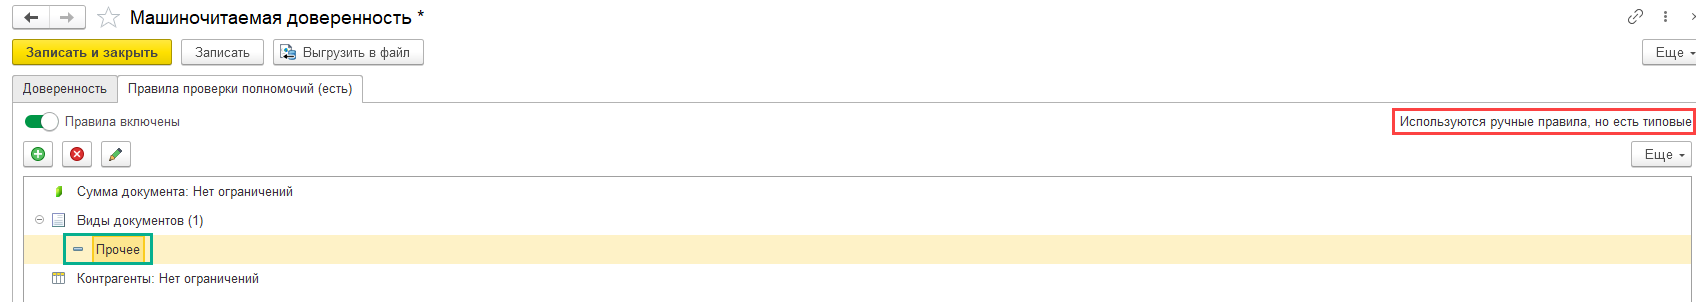 Машиночитаемая доверенность *
Записать и закрыть Записать Выгрузить в файл Еще
Доверенность Правила проверки полномочий (есть)
Правила включены Используются ручные правила, но есть типовые
Еще
Сумма документа: Нет ограничений
Виды документов (1)
Прочее
Контрагенты: Нет ограничений